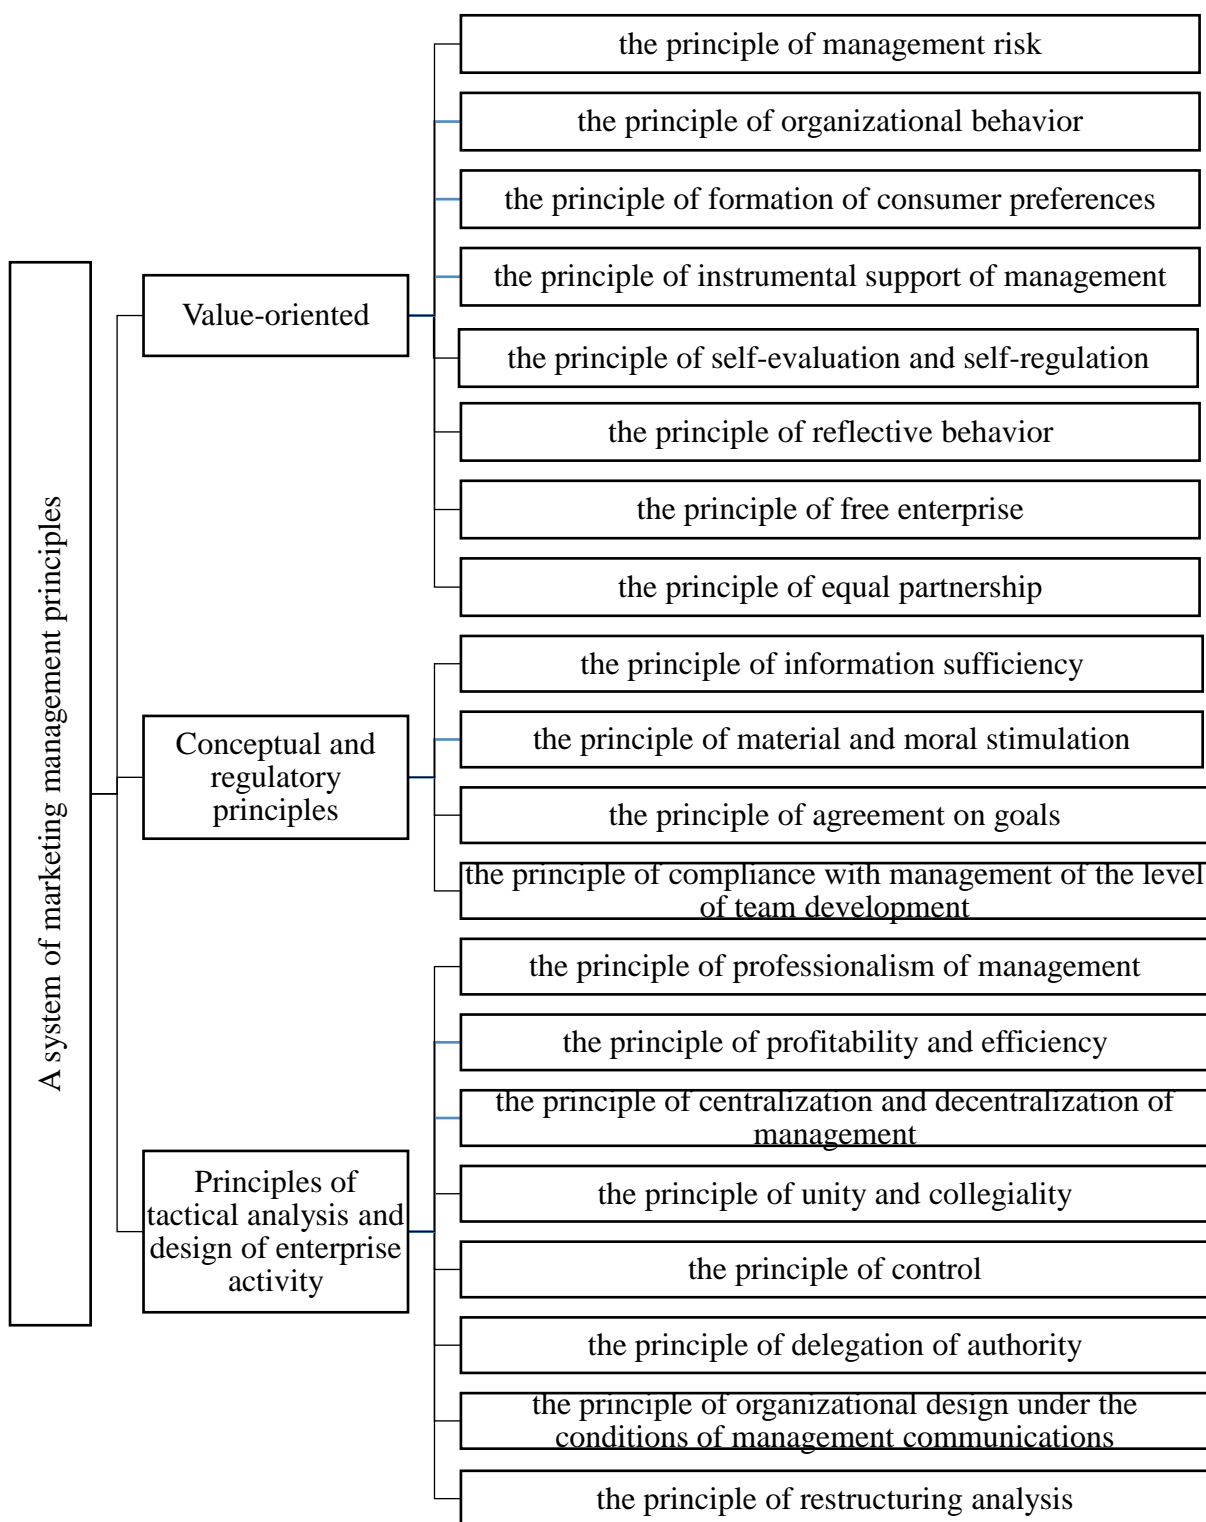 A system of marketing management principles
Value-oriented
the principle of management risk
the principle of organizational behavior
the principle of formation of consumer preferences
the principle of instrumental support of management
the principle of self-evaluation and self-regulation
the principle of reflective behavior
the principle of free enterprise
the principle of equal partnership
Conceptual and
regulatory
principles
the principle of information sufficiency
the principle of material and moral stimulation
the principle of agreement on goals
the principle of compliance with management of the level
of team development
Principles of
tactical analysis and
design of enterprise
activity
the principle of professionalism of management
the principle of profitability and efficiency
the principle of centralization and decentralization of
management
the principle of unity and collegiality
the principle of control
the principle of delegation of authority
the principle of organizational design under the
conditions of management communications
the principle of restructuring analysis